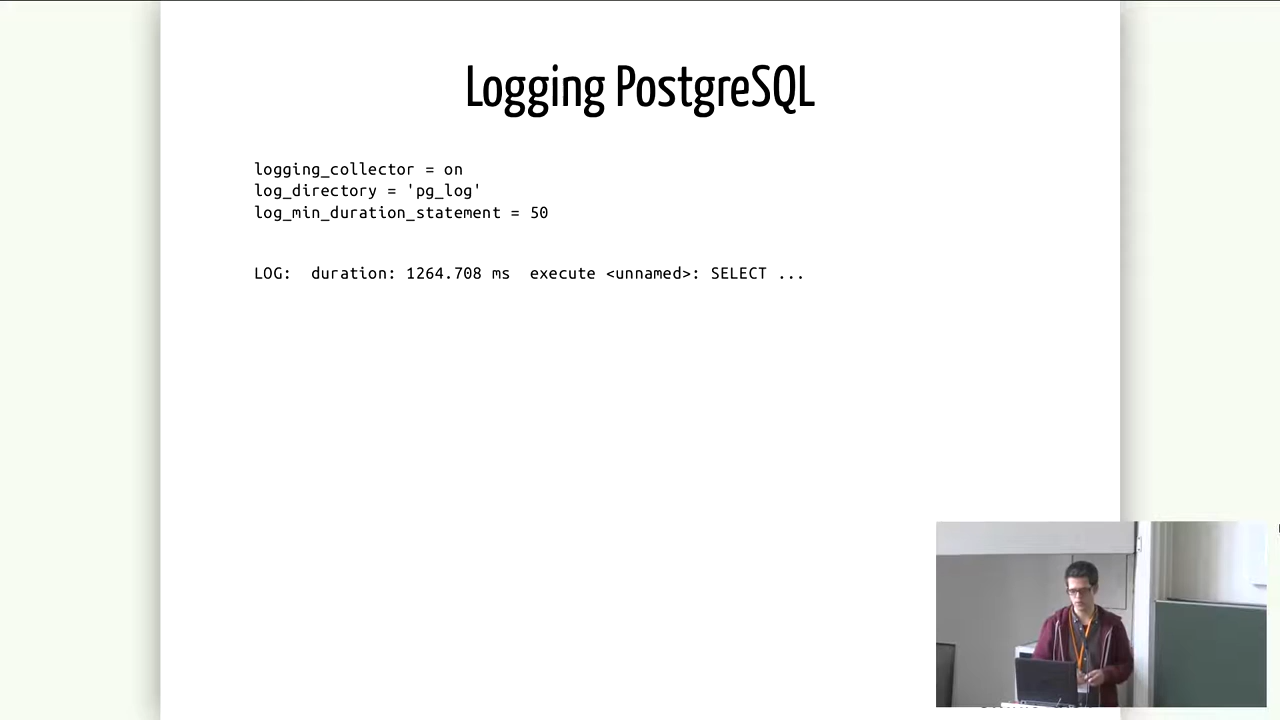 Logging PostgreSQL
logging_collector = on
log_directory = 'pg_log'
log_min_duration_statement = 50
LOG:  duration: 1264.708 ms  execute <unnamed>: SELECT ...